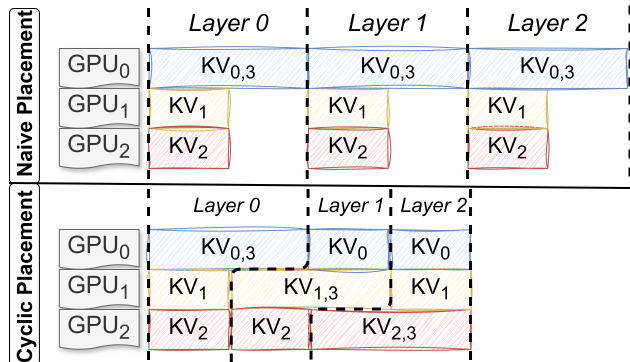 Naive Placement
Layer 0 Layer 1 Layer 2
GPU0 KV0,3 KV0,3 KV0,3
GPU1 KV1 KV1 KV1
GPU2 KV2 KV2 KV2
Cyclic Placement
Layer 0 Layer 1 Layer 2
GPU0 KV0,3 KV0 KV0
GPU1 KV1 KV1,3 KV1
GPU2 KV2 KV2 KV2,3